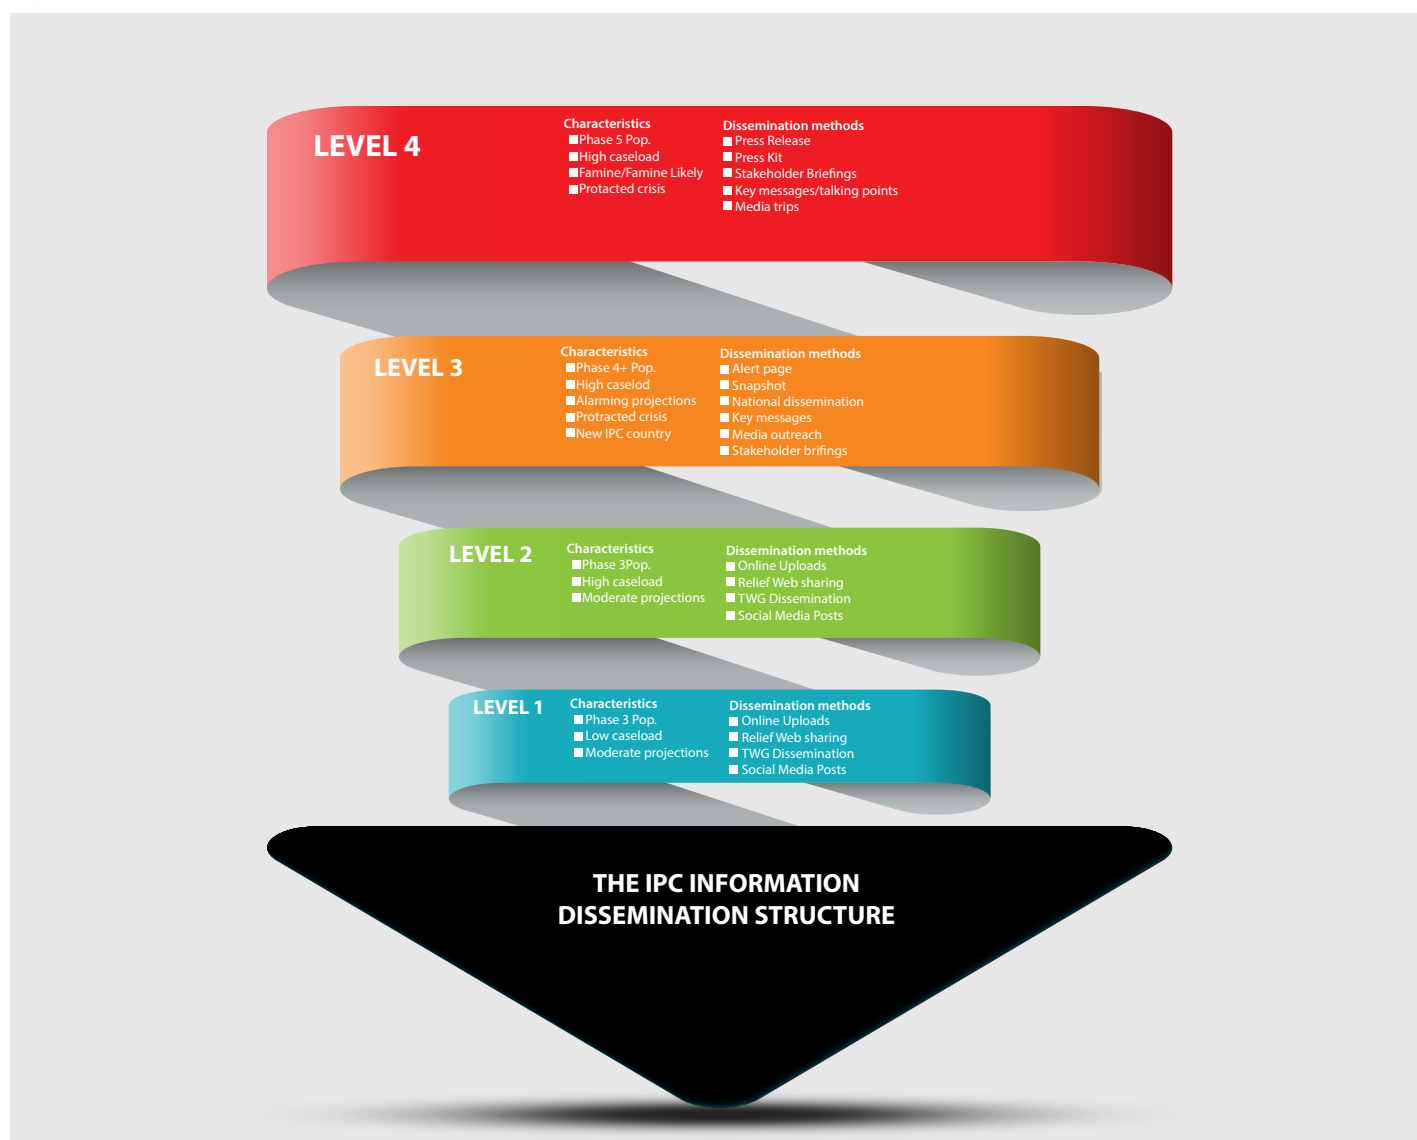 LEVEL 4
Characteristics
Phase 5 Pop.
High caseload
Famine/Famine Likely
Protacted crisis
Dissemination methods
Press Release
Press Kit
Stakeholder Briefings
Key messages/talking points
Media trips
LEVEL 3
Characteristics
Phase 4+ Pop.
High caselod
Alarming projections
Protracted crisis
New IPC country
Dissemination methods
Alert page
Snapshot
National dissemination
Key messages
Media outreach
Stakeholder brifings
LEVEL 2
Characteristics
Phase 3Pop.
High caseload
Moderate projections
Dissemination methods
Online Uploads
Relief Web sharing
TWG Dissemination
Social Media Posts
LEVEL 1
Characteristics
Phase 3 Pop.
Low caseload
Moderate projections
Dissemination methods
Online Uploads
Relief Web sharing
TWG Dissemination
Social Media Posts
THE IPC INFORMATION
DISSEMINATION STRUCTURE